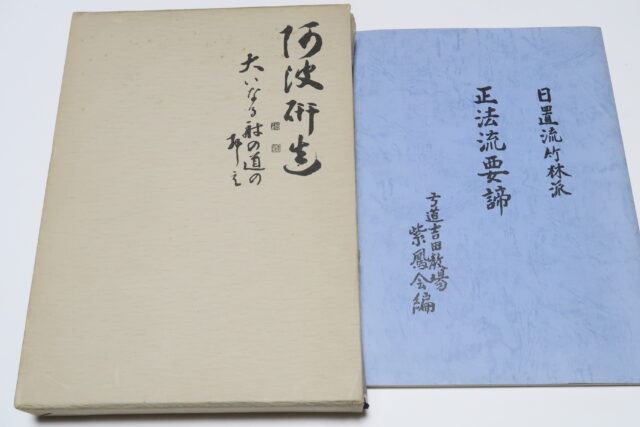 阿波研造
大いなる射の道の
教え
日置流竹林派
正法流要諦
弓道吉田教場
紫鳳会編